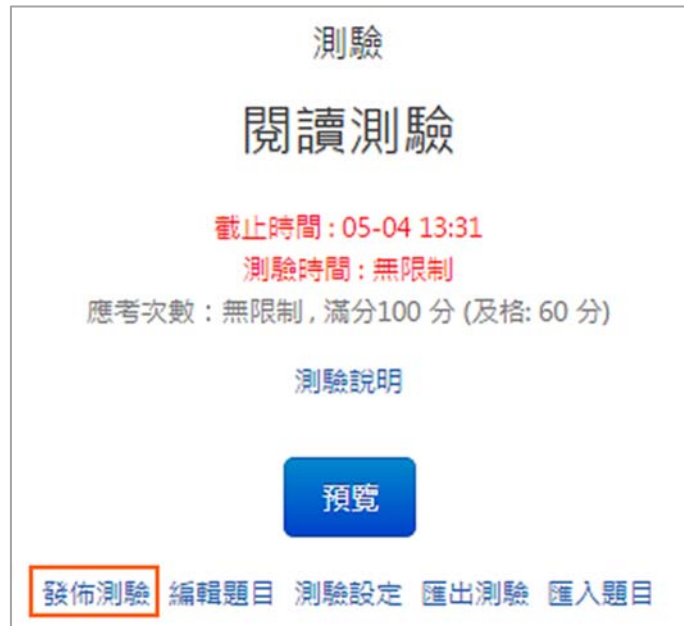 測驗
閱讀測驗
截止時間 : 05-04 13:31
測驗時間 : 無限制
應考次數 : 無限制 , 滿分100 分 (及格: 60 分)
測驗說明
預覽
發佈測驗 編輯題目 測驗設定 匯出測驗 匯入題目